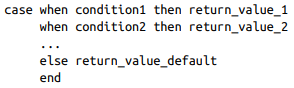 case when condition1 then return_value_1
     when condition2 then return_value_2
     ...
     else return_value_default
     end